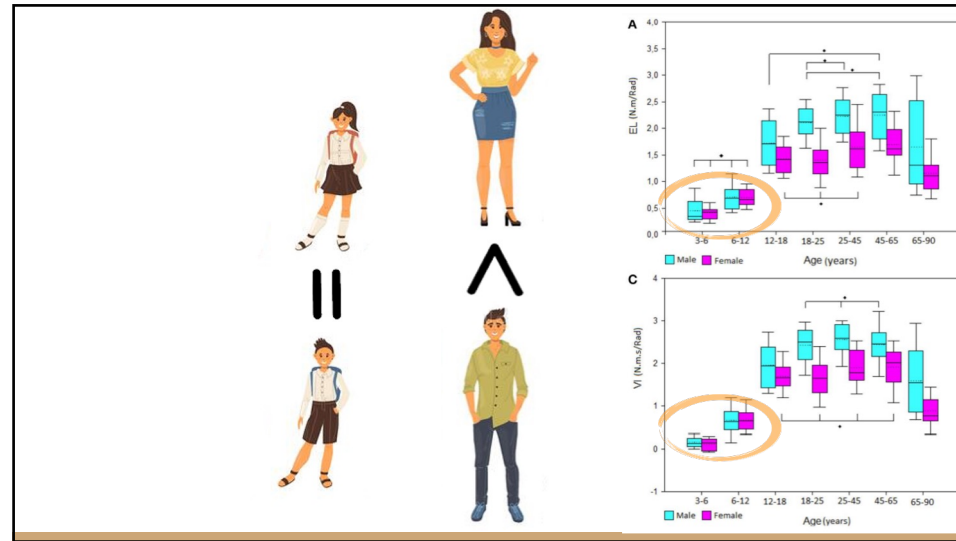 A
EL (N.m/Rad)
4,0
3,5
3,0
2,5
2,0
1,5
1,0
0,5
0,0
3-6 6-12 12-18 18-25 25-45 45-65 65-90
Age (years)
Male Female
C
VI (N.m.s/Rad)
4
3
2
1
0
-1
3-6 6-12 12-18 18-25 25-45 45-65 65-90
Age (years)
Male Female